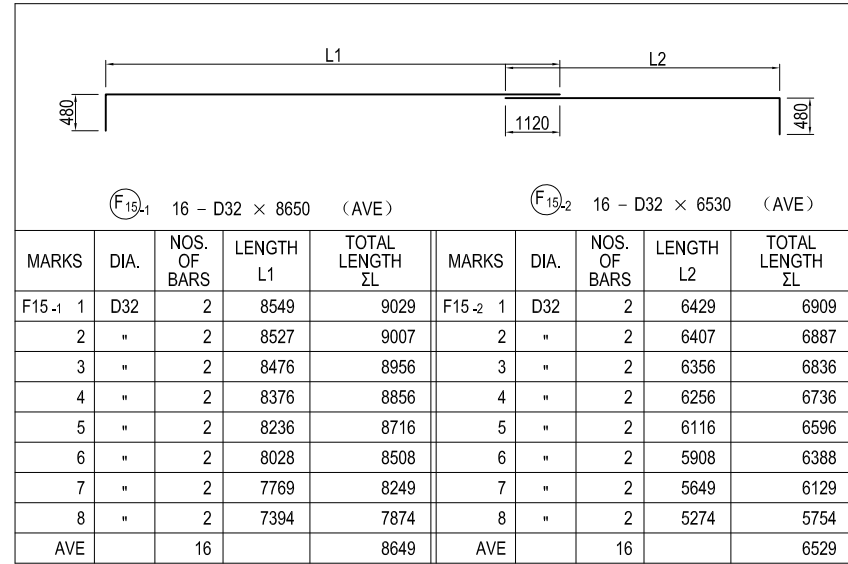 L1
L2
480
1120
480
F15-1 16 – D32 × 8650 （AVE）
F15-2 16 – D32 × 6530 （AVE）
MARKS DIA. NOS. OF BARS LENGTH L1 TOTAL LENGTH ΣL MARKS DIA. NOS. OF BARS LENGTH L2 TOTAL LENGTH ΣL
F15-1 1 D32 2 8549 9029 F15-2 1 D32 2 6429 6909
2 " 2 8527 9007 2 " 2 6407 6887
3 " 2 8476 8956 3 " 2 6356 6836
4 " 2 8376 8856 4 " 2 6256 6736
5 " 2 8236 8716 5 " 2 6116 6596
6 " 2 8028 8508 6 " 2 5908 6388
7 " 2 7769 8249 7 " 2 5649 6129
8 " 2 7394 7874 8 " 2 5274 5754
AVE 16 8649 AVE 16 6529